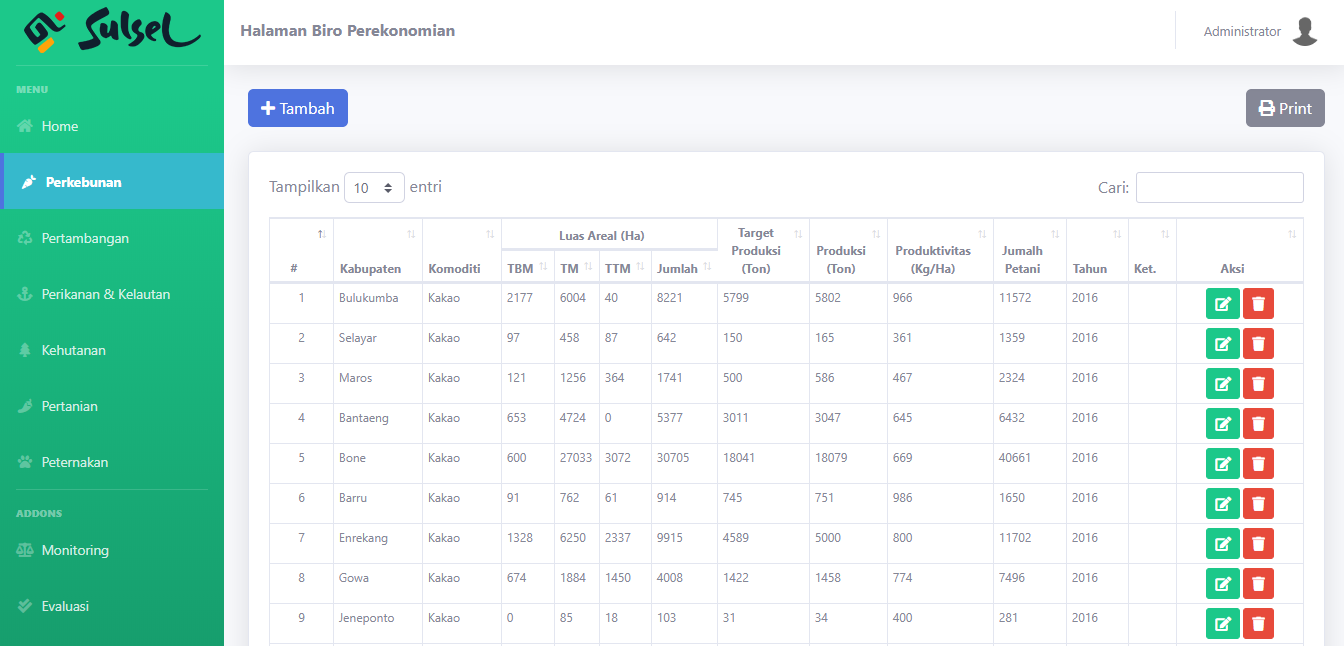 Sulsel
Halaman Biro Perekonomian
Administrator
MENU
Home
Perkebunan
Pertambangan
Perikanan & Kelautan
Kehutanan
Pertanian
Peternakan
ADDONS
Monitoring
Evaluasi
Tambah
Print
Tampilkan 10 entri
Cari:
# Kabupaten Komoditi Luas Areal (Ha) Target Produksi (Ton) Produksi (Ton) Produktivitas (Kg/Ha) Jumalh Petani Tahun Ket. Aksi
TBM TM TTM Jumlah
1 Bulukumba Kakao 2177 6004 40 8221 5799 5802 966 11572 2016
2 Selayar Kakao 97 458 87 642 150 165 361 1359 2016
3 Maros Kakao 121 1256 364 1741 500 586 467 2324 2016
4 Bantaeng Kakao 653 4724 0 5377 3011 3047 645 6432 2016
5 Bone Kakao 600 27033 3072 30705 18041 18079 669 40661 2016
6 Barru Kakao 91 762 61 914 745 751 986 1650 2016
7 Enrekang Kakao 1328 6250 2337 9915 4589 5000 800 11702 2016
8 Gowa Kakao 674 1884 1450 4008 1422 1458 774 7496 2016
9 Jeneponto Kakao 0 85 18 103 31 34 400 281 2016